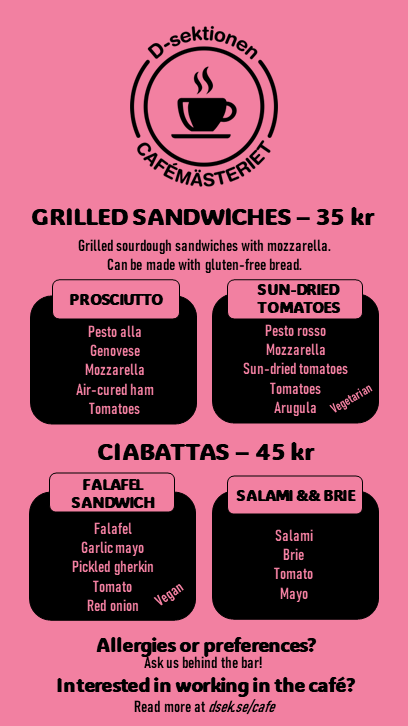 D-sektionen
CAFÉMÄSTERIET
GRILLED SANDWICHES – 35 kr
Grilled sourdough sandwiches with mozzarella.
Can be made with gluten-free bread.
PROSCIUTTO
Pesto alla
Genovese
Mozzarella
Air-cured ham
Tomatoes
SUN-DRIED
TOMATOES
Pesto rosso
Mozzarella
Sun-dried tomatoes
Tomatoes
Arugula
Vegetarian
CIABATTAS – 45 kr
FALAFEL
SANDWICH
Falafel
Garlic mayo
Pickled gherkin
Tomato
Red onion
Vegan
SALAMI && BRIE
Salami
Brie
Tomato
Mayo
Allergies or preferences?
Ask us behind the bar!
Interested in working in the café?
Read more at dsek.se/cafe